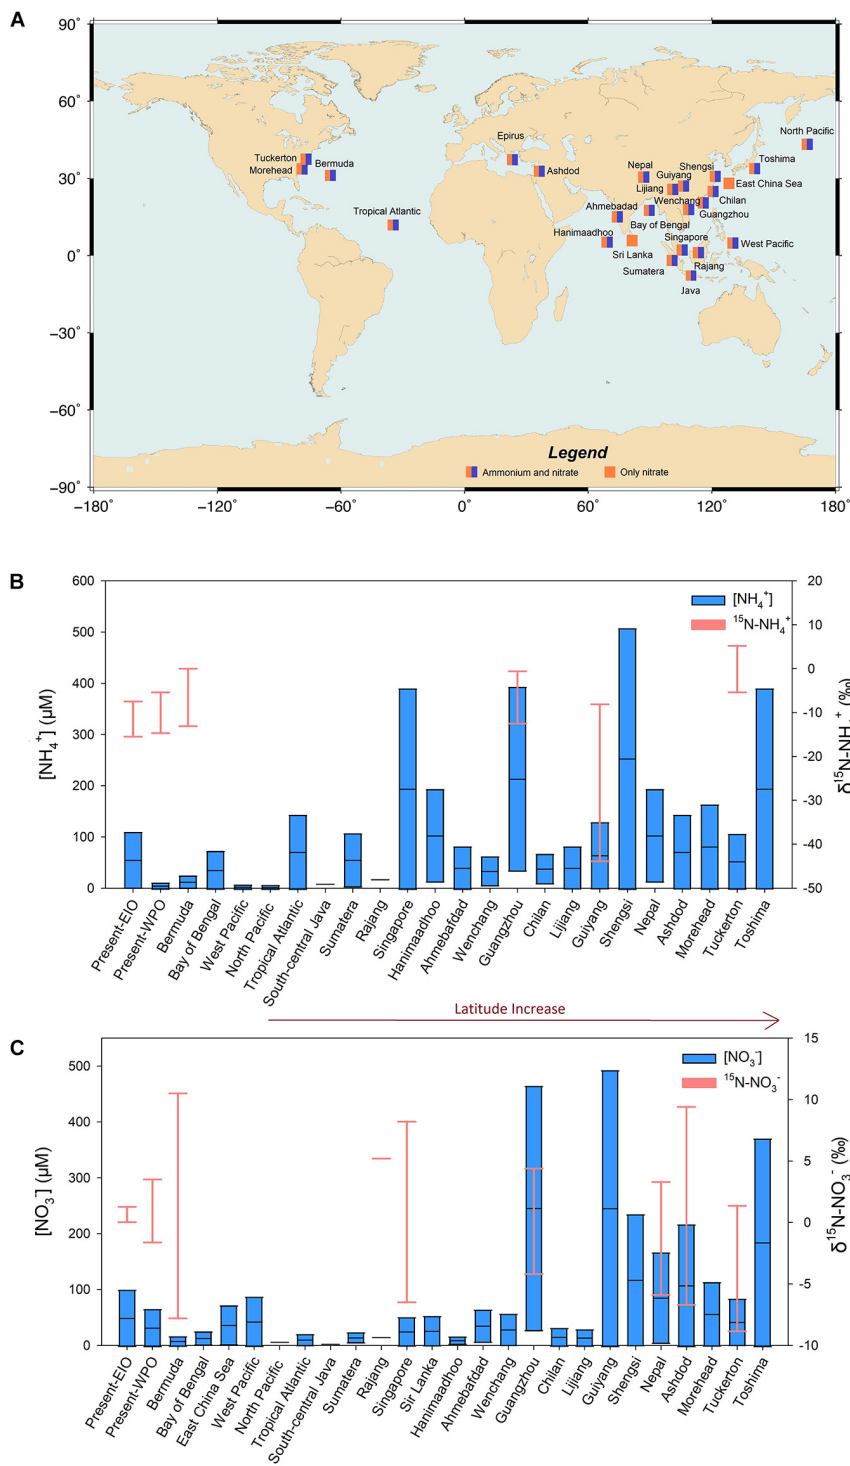 A
90°
60°
30°
0°
−30°
−60°
−90°
−180°
−120°
−60°
0°
60°
120°
180°
North Pacific
Epirus
Tuckerton
Bermuda
Morehead
Ashdod
Nepal
Shengsi
Toshima
Guiyang
Lijiang
East China Sea
Tropical Atlantic
Ahmebadad
Wenchang
Chilan
Guangzhou
Bay of Bengal
Hanimaadhoo
Singapore
West Pacific
Sri Lanka
Rajang
Sumatera
Java
Legend
Ammonium and nitrate
Only nitrate
B
600
500
400
300
200
100
0
[NH₄⁺] (μM)
20
10
0
-10
-20
-30
-40
-50
δ¹⁵N-NH₄⁺ (‰)
[NH₄⁺]
¹⁵N-NH₄⁺
Present-EIO
Present-WPO
Bermuda
Bay of Bengal
West Pacific
North Pacific
Tropical Atlantic
South-central Java
Sumatera
Rajang
Singapore
Hanimaadhoo
Ahmebafdad
Wenchang
Guangzhou
Chilan
Lijiang
Guiyang
Shengsi
Nepal
Ashdod
Morehead
Tuckerton
Toshima
Latitude Increase
C
500
400
300
200
100
0
[NO₃⁻] (μM)
15
10
5
0
-5
-10
δ¹⁵N-NO₃⁻ (‰)
[NO₃⁻]
¹⁵N-NO₃⁻
Present-EIO
Present-WPO
Bermuda
Bay of Bengal
East China Sea
West Pacific
North Pacific
Tropical Atlantic
South-central Java
Sumatera
Rajang
Singapore
Sir Lanka
Hanimaadhoo
Ahmebafdad
Wenchang
Guangzhou
Chilan
Lijiang
Guiyang
Shengsi
Nepal
Ashdod
Morehead
Tuckerton
Toshima